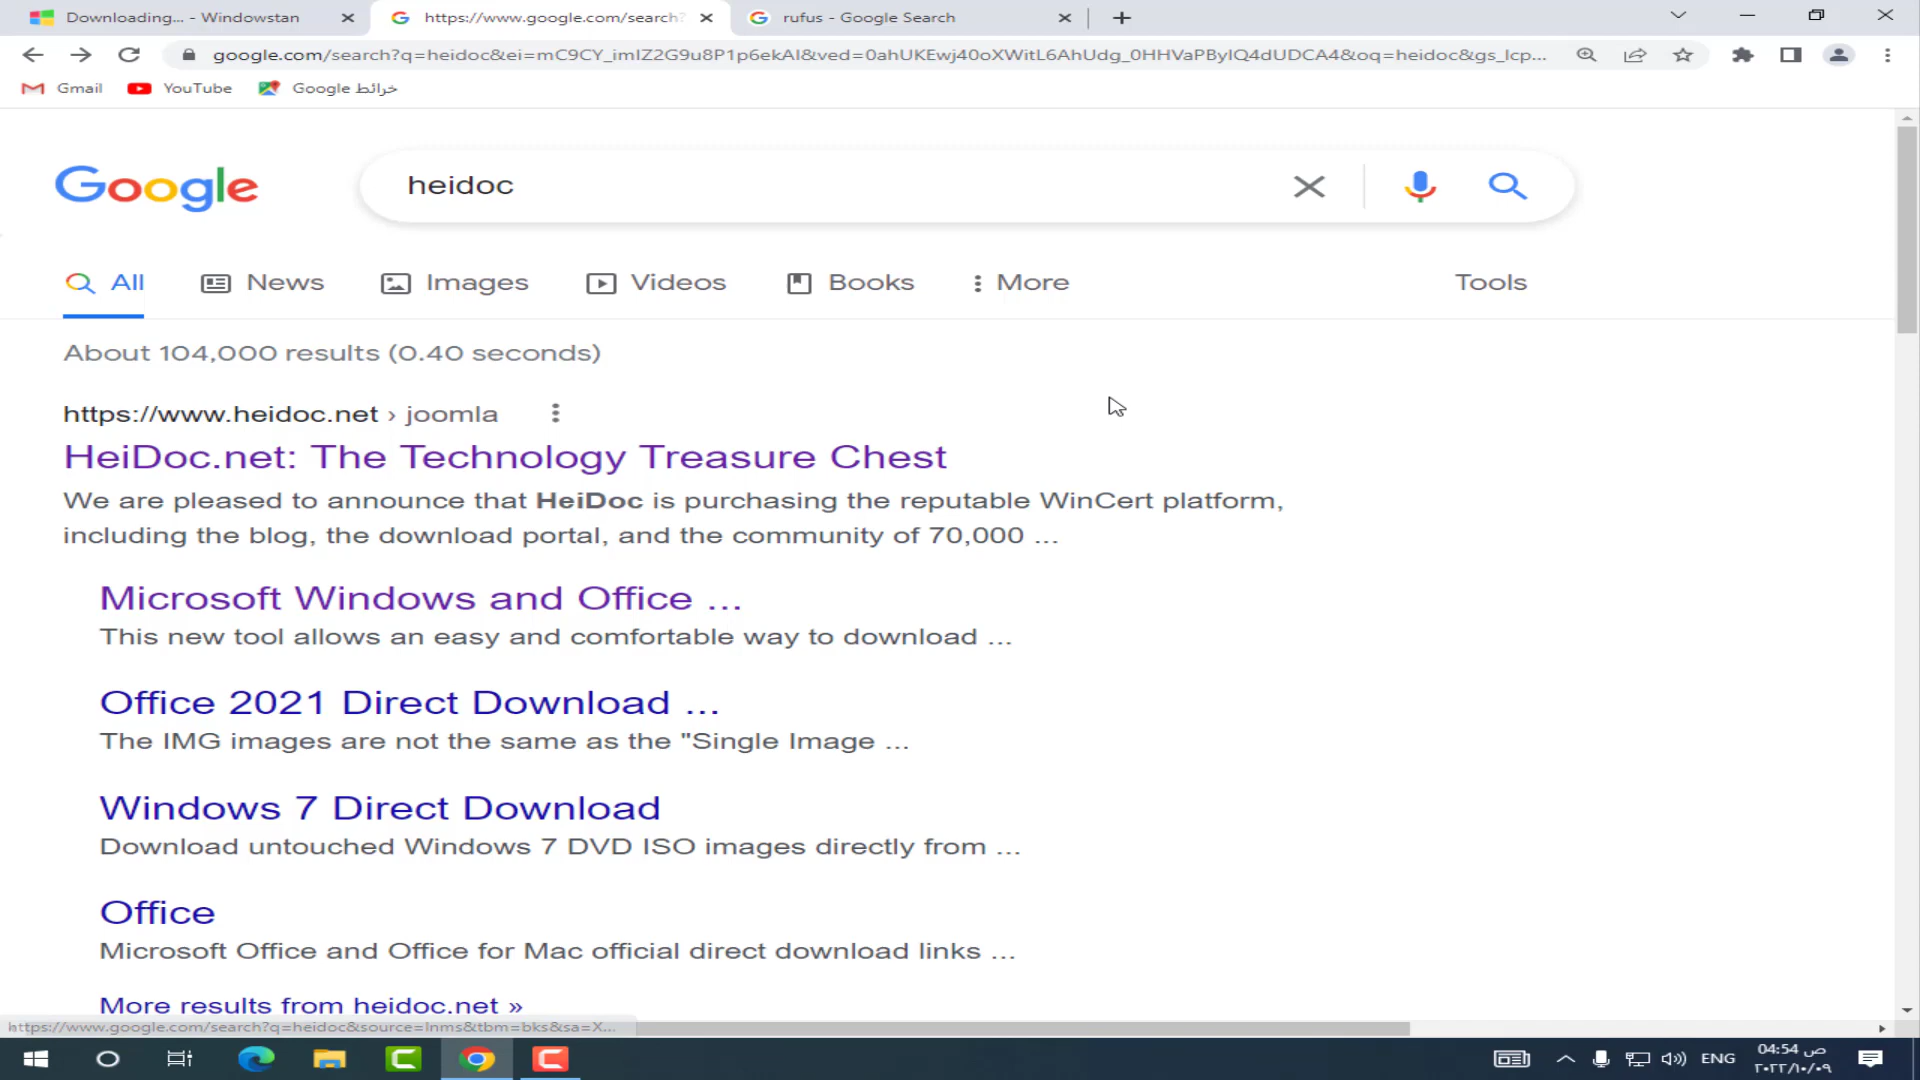 Downloading... - Windowstan
https://www.google.com/search?
rufus - Google Search
google.com/search?q=heidoc&ei=mC9CY_imIZ2G9u8P1p6ekAI&ved=0ahUKEwj40oXWitL6AhUdg_0HHVaPByIQ4dUDCA4&oq=heidoc&gs_lcp...
Gmail
YouTube
خرائط Google
Google
heidoc
All
News
Images
Videos
Books
More
Tools
About 104,000 results (0.40 seconds)
https://www.heidoc.net › joomla
HeiDoc.net: The Technology Treasure Chest
We are pleased to announce that HeiDoc is purchasing the reputable WinCert platform,
including the blog, the download portal, and the community of 70,000 ...
Microsoft Windows and Office ...
This new tool allows an easy and comfortable way to download ...
Office 2021 Direct Download ...
The IMG images are not the same as the "Single Image ...
Windows 7 Direct Download
Download untouched Windows 7 DVD ISO images directly from ...
Office
Microsoft Office and Office for Mac official direct download links ...
More results from heidoc.net »
https://www.google.com/search?q=heidoc&source=lnms&tbm=bks&sa=X...
ENG
04:54 ص
٢٠٢٢/١٠/٠٩